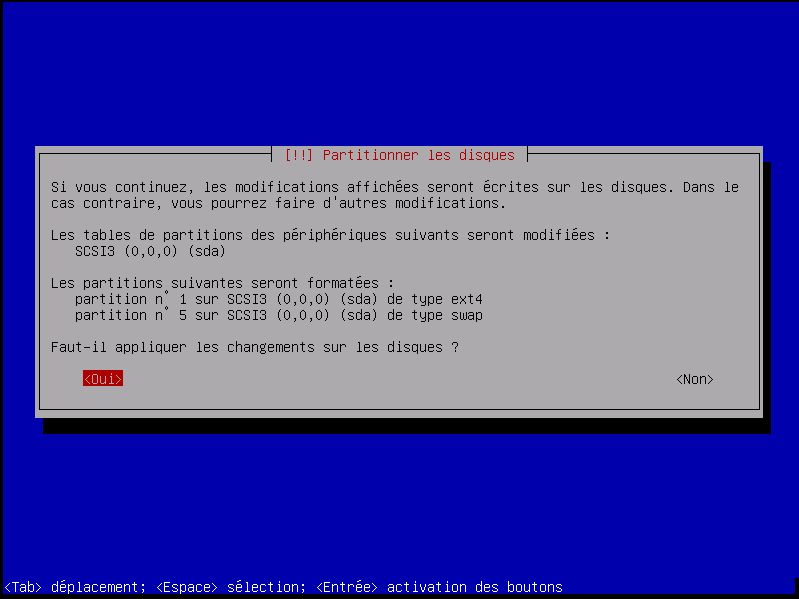 [!!] Partitionner les disques
Si vous continuez, les modifications affichées seront écrites sur les disques. Dans le
cas contraire, vous pourrez faire d'autres modifications.
Les tables de partitions des périphériques suivants seront modifiées :
SCSI3 (0,0,0) (sda)
Les partitions suivantes seront formatées :
partition n° 1 sur SCSI3 (0,0,0) (sda) de type ext4
partition n° 5 sur SCSI3 (0,0,0) (sda) de type swap
Faut-il appliquer les changements sur les disques ?
<Oui> <Non>
<Tab> déplacement; <Espace> sélection; <Entrée> activation des boutons